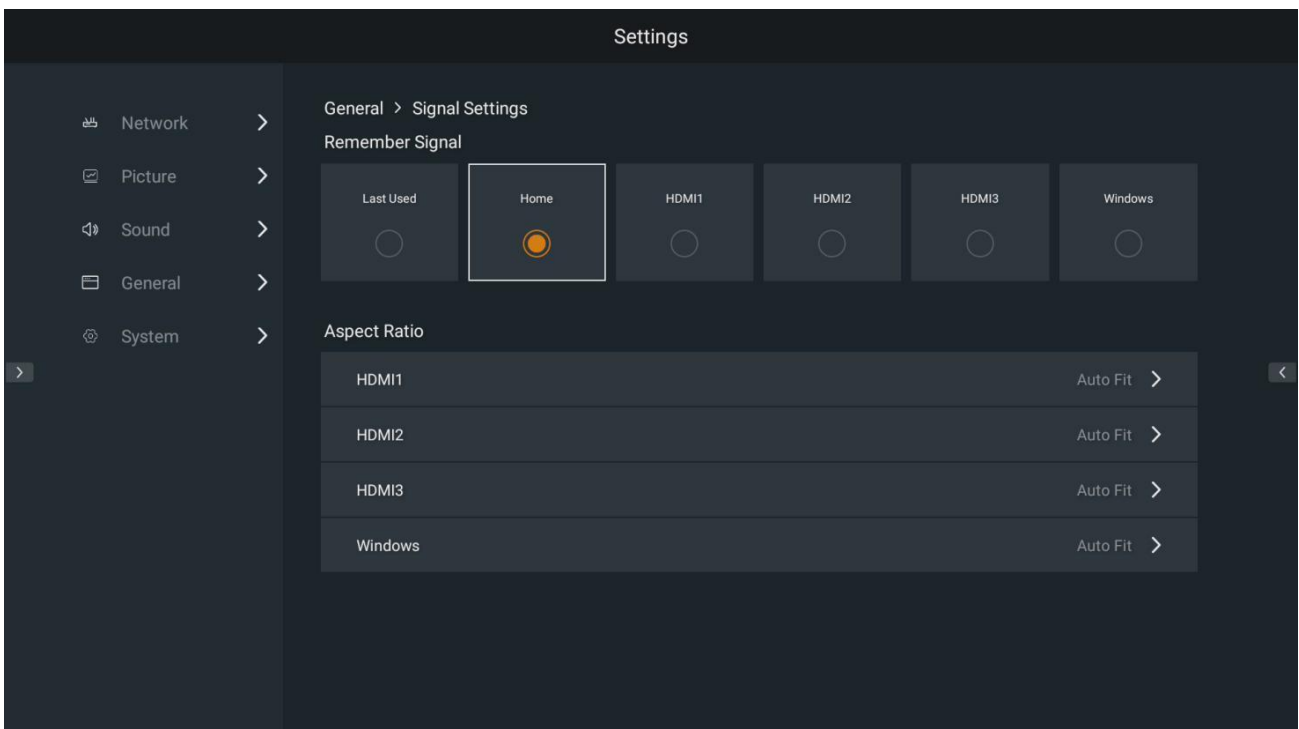 Settings
Network
Picture
Sound
General
System
General > Signal Settings
Remember Signal
Last Used Home HDMI1 HDMI2 HDMI3 Windows
Aspect Ratio
HDMI1 Auto Fit
HDMI2 Auto Fit
HDMI3 Auto Fit
Windows Auto Fit